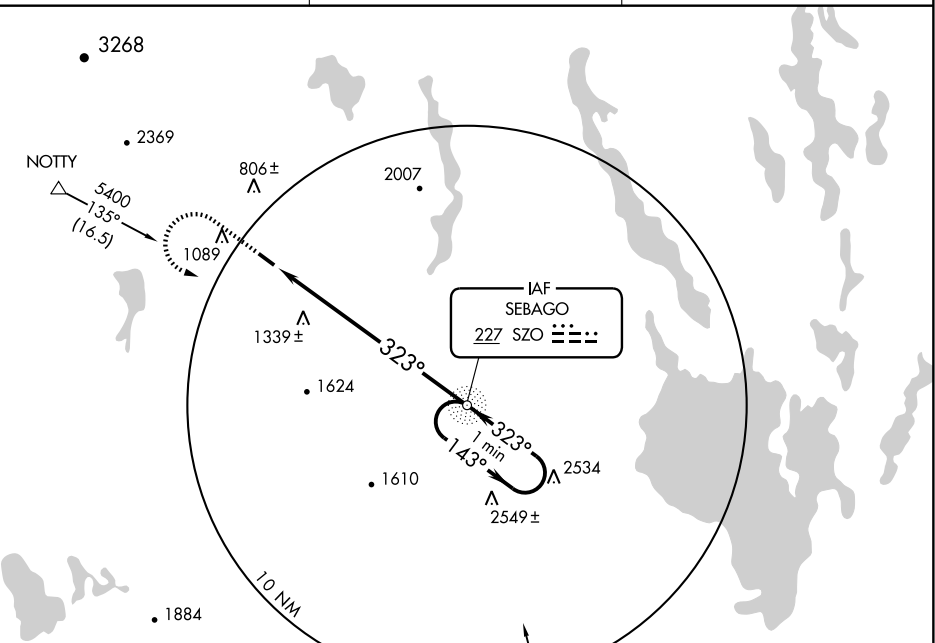 3268
2369
NOTTY
5400
135°
(16.5)
806±
2007
1089
IAF
SEBAGO
227 SZO
1339±
323°
1624
323°
1 min
143°
2534
1610
2549±
10 NM
1884